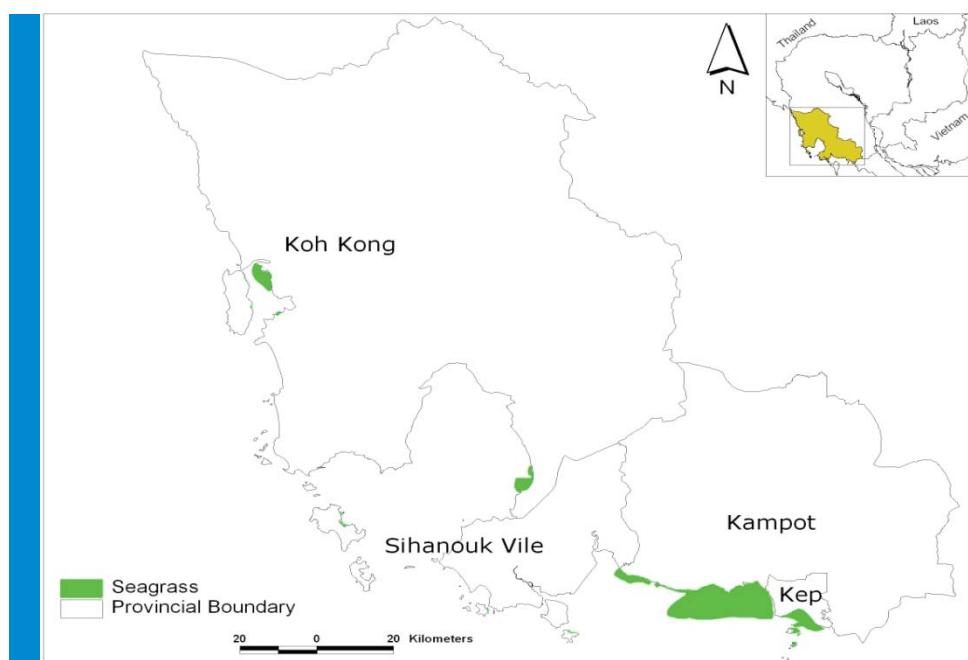 Thailand
Laos
Vietnam
N
Koh Kong
Kampot
Sihanouk Vile
Kep
Seagrass
Provincial Boundary
20 0 20 Kilometers